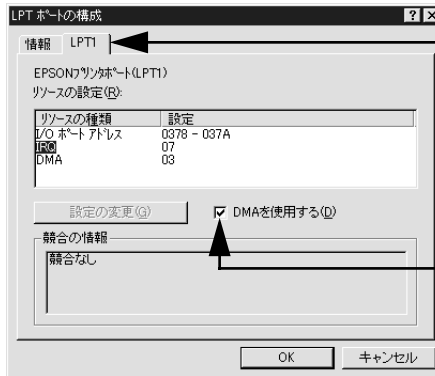 LPT ポートの構成
情報 LPT1
EPSONプリンタポート(LPT1)
リソースの設定(R):
リソースの種類 設定
I/O ポート アドレス 0378 - 037A
IRQ 07
DMA 03
設定の変更(G) DMAを使用する(D)
競合の情報
競合なし
OK キャンセル